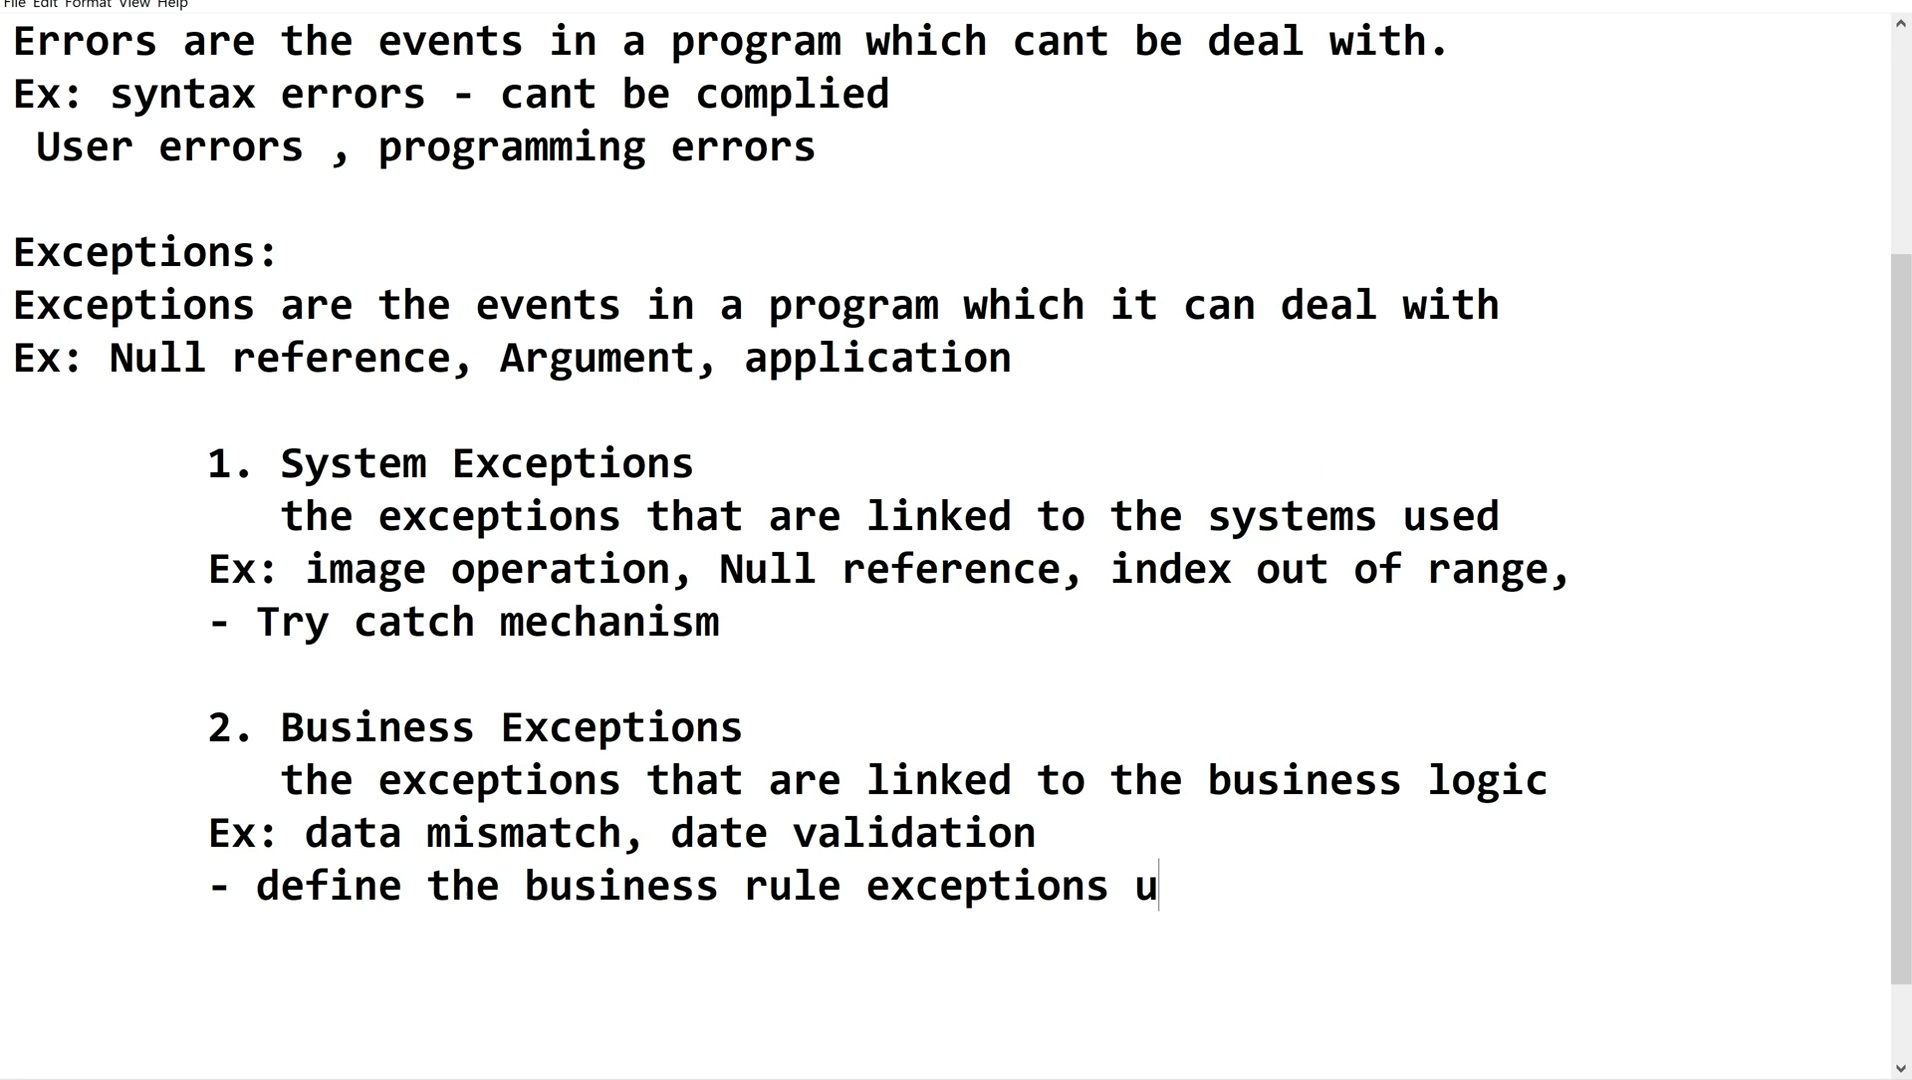 File Edit Format View Help
Errors are the events in a program which cant be deal with.
Ex: syntax errors - cant be complied
User errors , programming errors
Exceptions:
Exceptions are the events in a program which it can deal with
Ex: Null reference, Argument, application
1. System Exceptions
the exceptions that are linked to the systems used
Ex: image operation, Null reference, index out of range,
- Try catch mechanism
2. Business Exceptions
the exceptions that are linked to the business logic
Ex: data mismatch, date validation
- define the business rule exceptions u